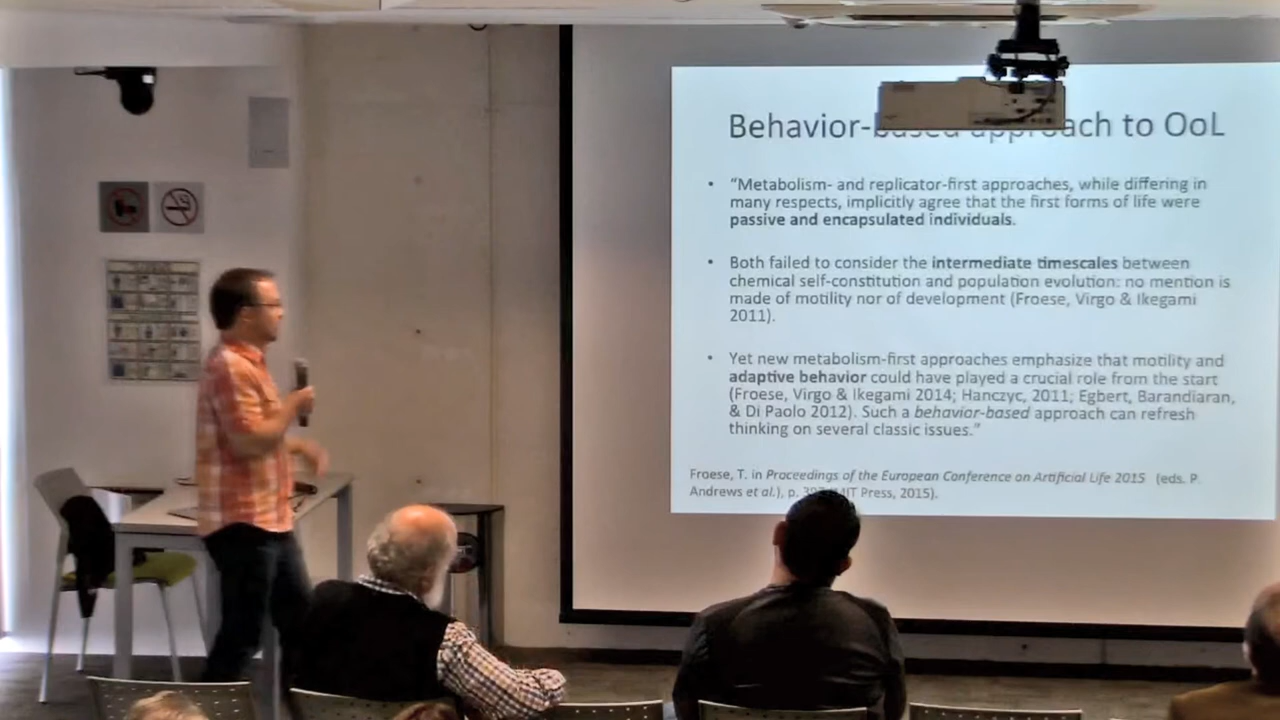 Behavior-based approach to OoL
• "Metabolism- and replicator-first approaches, while differing in
many respects, implicitly agree that the first forms of life were
passive and encapsulated individuals.
• Both failed to consider the intermediate timescales between
chemical self-constitution and population evolution: no mention is
made of motility nor of development (Froese, Virgo & Ikegami
2011).
• Yet new metabolism-first approaches emphasize that motility and
adaptive behavior could have played a crucial role from the start
(Froese, Virgo & Ikegami 2014; Hanczyc, 2011; Egbert, Barandiaran,
& Di Paolo 2012). Such a behavior-based approach can refresh
thinking on several classic issues."
Froese, T. in Proceedings of the European Conference on Artificial Life 2015 (eds. P.
Andrews et al.), p. MIT Press, 2015).